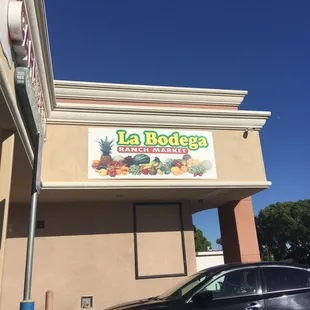 La Bodega
RANCH MARKET